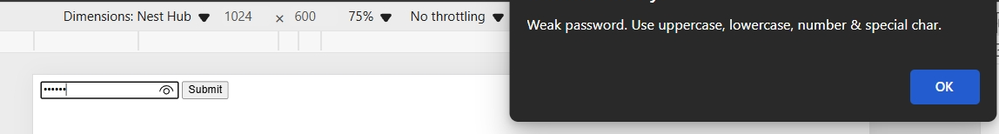 Dimensions: Nest Hub ▼ 1024 × 600 75% ▼ No throttling ▼
Weak password. Use uppercase, lowercase, number & special char.
OK
•••••• Submit